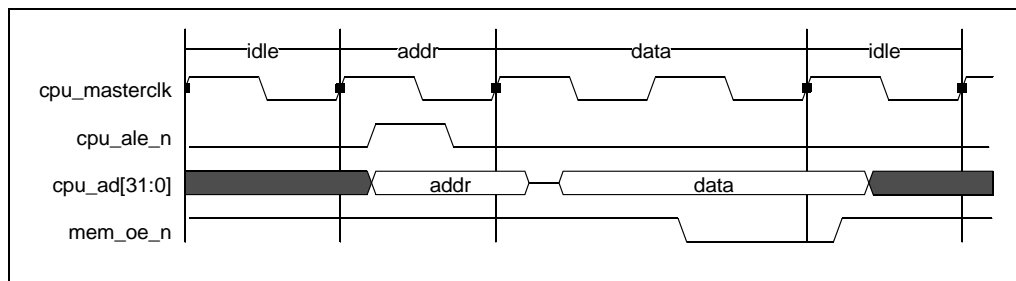 idle addr data idle
cpu_masterclk
cpu_ale_n
cpu_ad[31:0] addr data
mem_oe_n